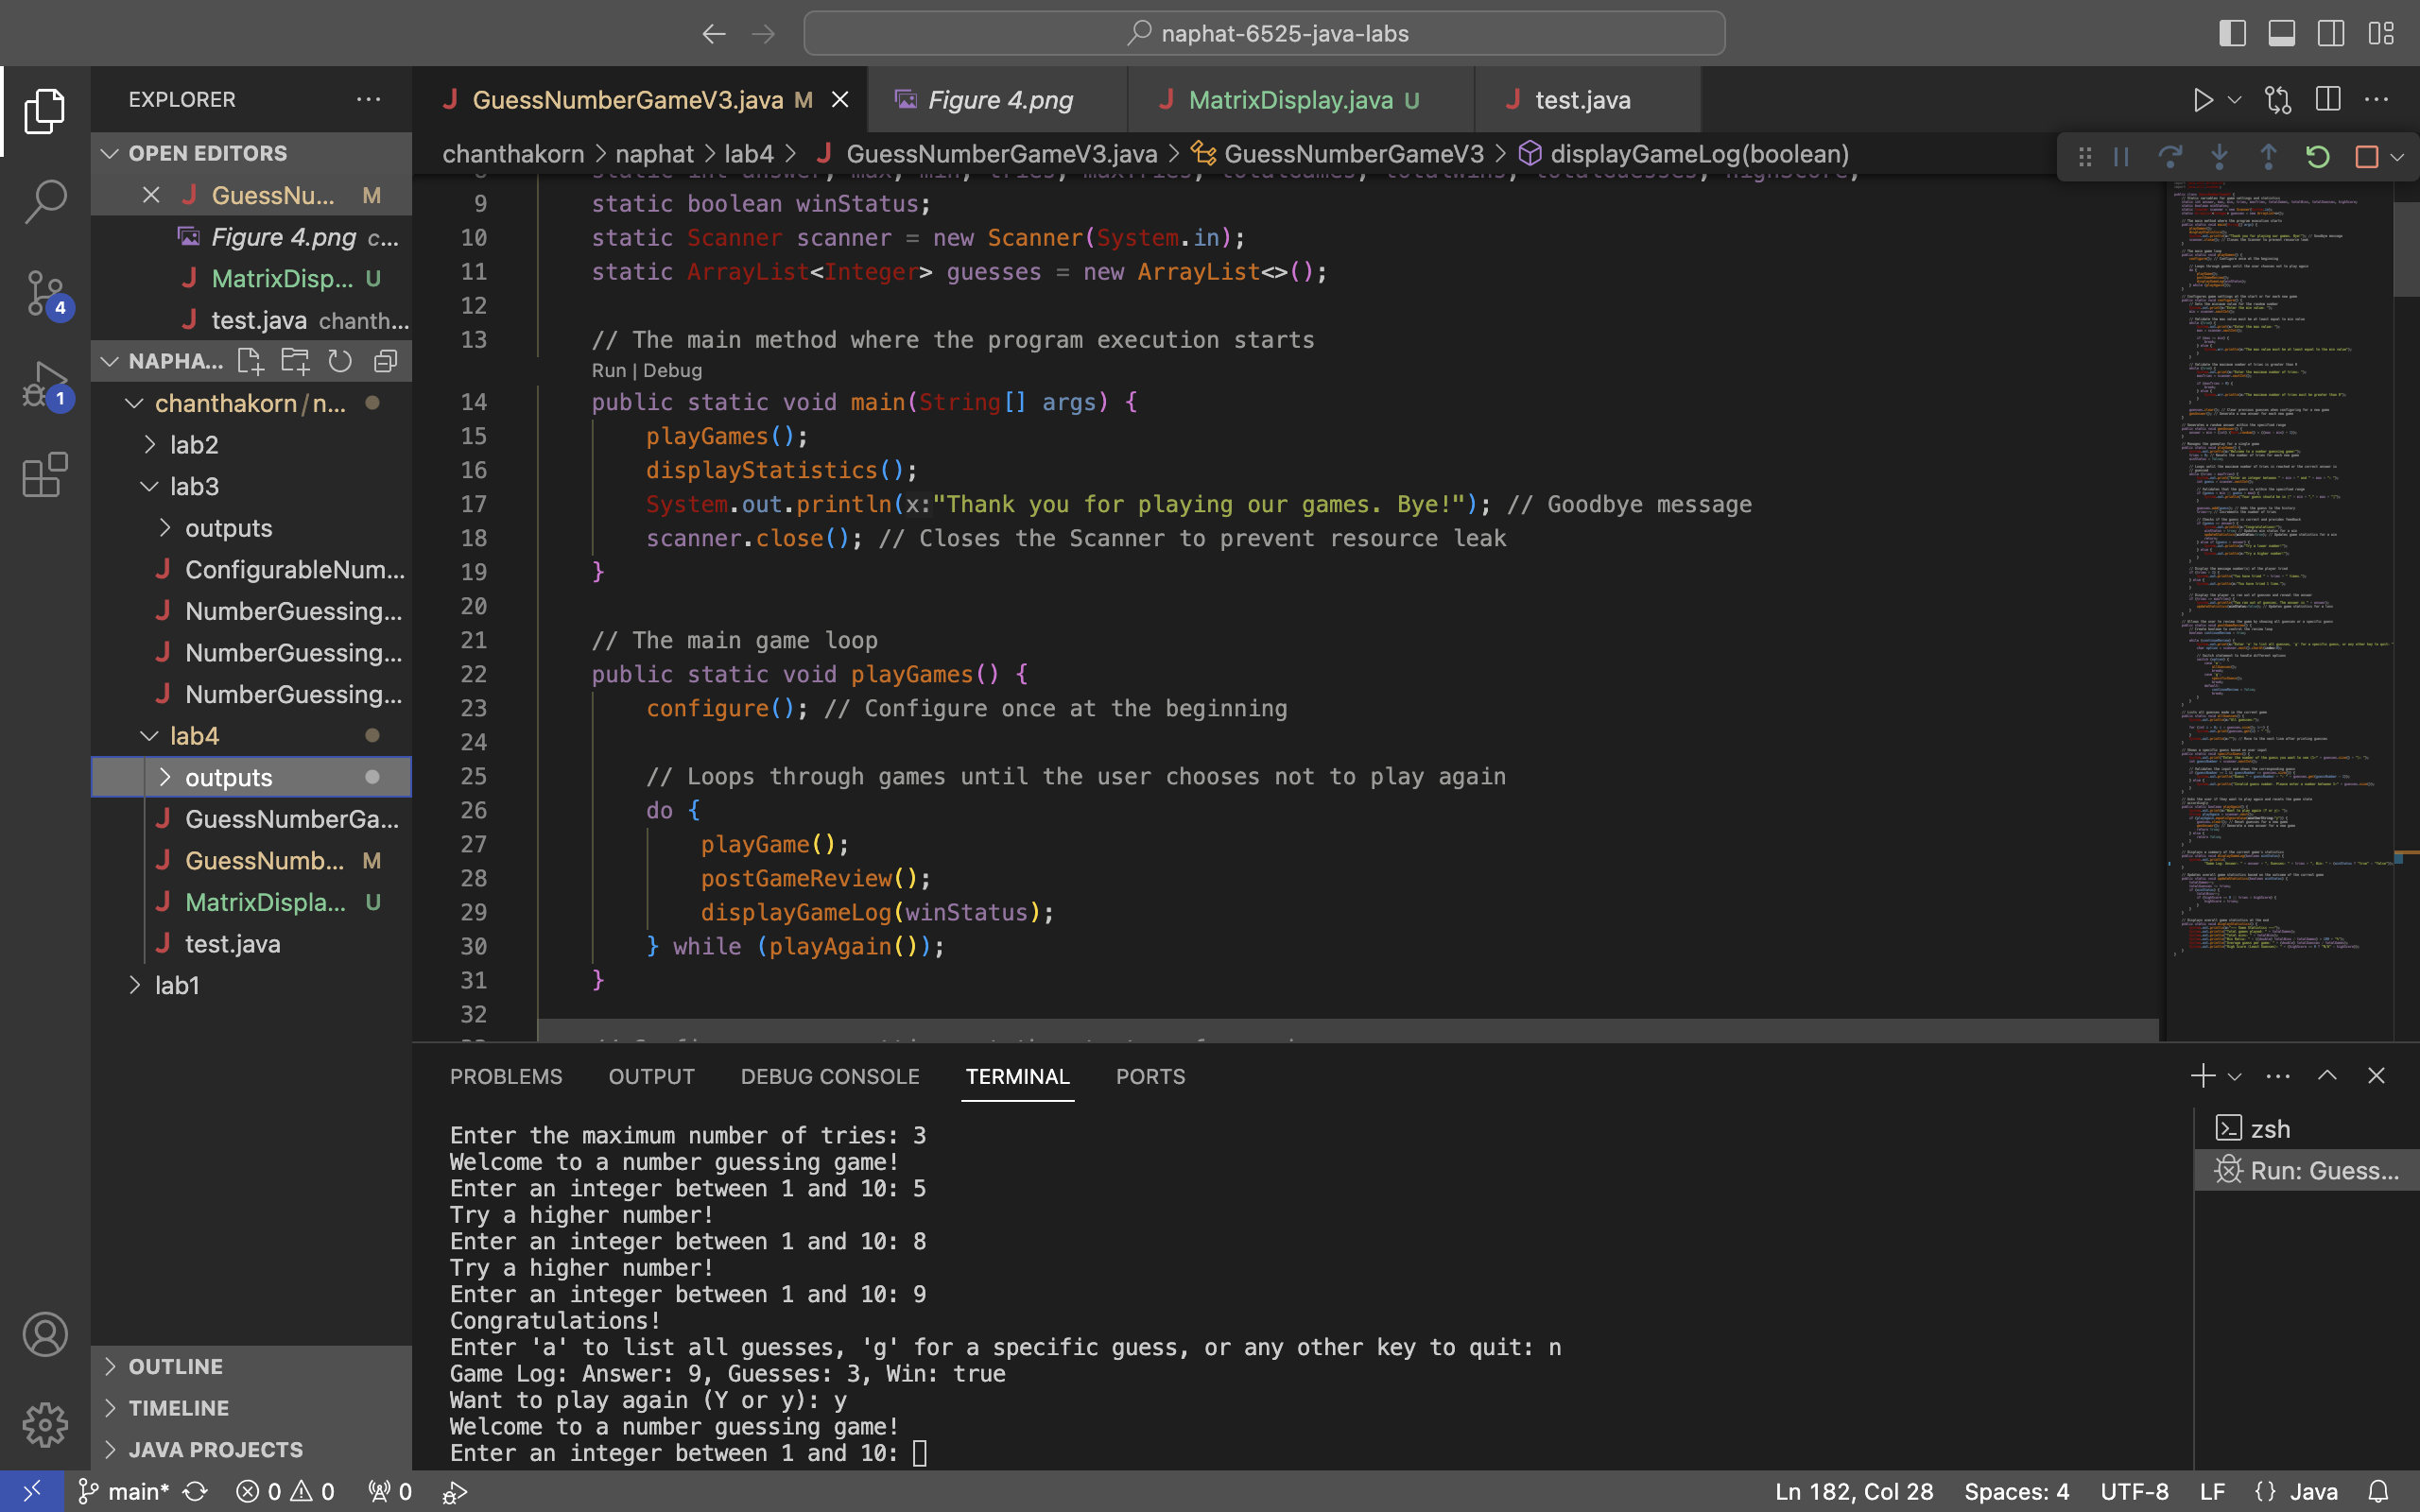 naphat-6525-java-labs
EXPLORER
OPEN EDITORS
GuessNu... M
Figure 4.png c...
MatrixDisp... U
test.java chanth...
NAPHA...
chanthakorn/n...
lab2
lab3
outputs
ConfigurableNum...
NumberGuessing...
NumberGuessing...
NumberGuessing...
lab4
outputs
GuessNumberGa...
GuessNumb... M
MatrixDispla... U
test.java
lab1
OUTLINE
TIMELINE
JAVA PROJECTS
4
1
GuessNumberGameV3.java M
Figure 4.png
MatrixDisplay.java U
test.java
chanthakorn > naphat > lab4 > GuessNumberGameV3.java > GuessNumberGameV3 > displayGameLog(boolean)
9 static boolean winStatus;
10 static Scanner scanner = new Scanner(System.in);
11 static ArrayList<Integer> guesses = new ArrayList<>();
12
13 // The main method where the program execution starts
Run | Debug
14 public static void main(String[] args) {
15 playGames();
16 displayStatistics();
17 System.out.println(x:"Thank you for playing our games. Bye!"); // Goodbye message
18 scanner.close(); // Closes the Scanner to prevent resource leak
19 }
20
21 // The main game loop
22 public static void playGames() {
23 configure(); // Configure once at the beginning
24
25 // Loops through games until the user chooses not to play again
26 do {
27 playGame();
28 postGameReview();
29 displayGameLog(winStatus);
30 } while (playAgain());
31 }
32
PROBLEMS OUTPUT DEBUG CONSOLE TERMINAL PORTS
Enter the maximum number of tries: 3
Welcome to a number guessing game!
Enter an integer between 1 and 10: 5
Try a higher number!
Enter an integer between 1 and 10: 8
Try a higher number!
Enter an integer between 1 and 10: 9
Congratulations!
Enter 'a' to list all guesses, 'g' for a specific guess, or any other key to quit: n
Game Log: Answer: 9, Guesses: 3, Win: true
Want to play again (Y or y): y
Welcome to a number guessing game!
Enter an integer between 1 and 10:
zsh
Run: Guess...
main* 0 0 0
Ln 182, Col 28 Spaces: 4 UTF-8 LF {} Java